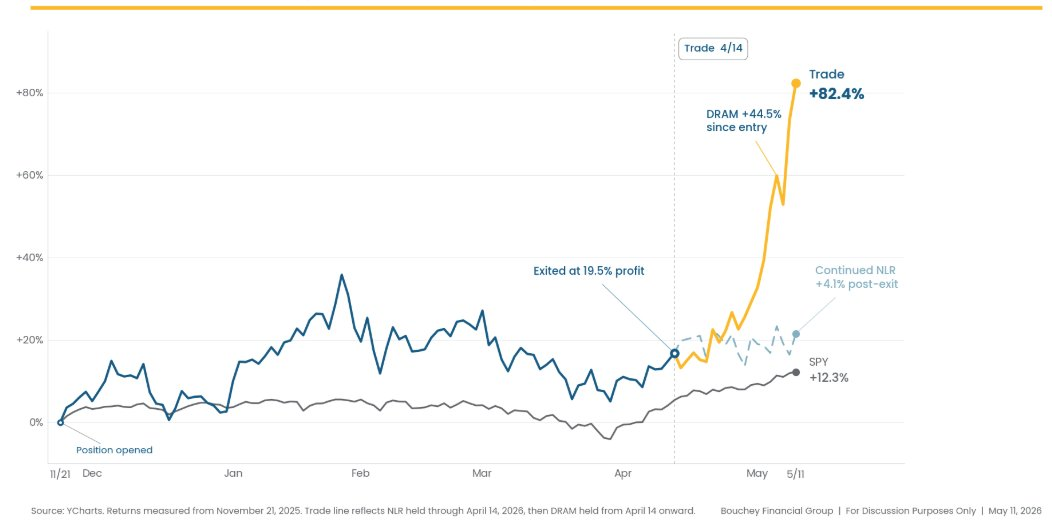 Trade 4/14
Trade
+82.4%
+80%
DRAM +44.5%
since entry
+60%
+40%
Exited at 19.5% profit
Continued NLR
+4.1% post-exit
+20%
SPY
+12.3%
0%
Position opened
11/21 Dec Jan Feb Mar Apr May 5/11
Source: YCharts. Returns measured from November 21, 2025. Trade line reflects NLR held through April 14, 2026, then DRAM held from April 14 onward.
Bouchey Financial Group | For Discussion Purposes Only | May 11, 2026